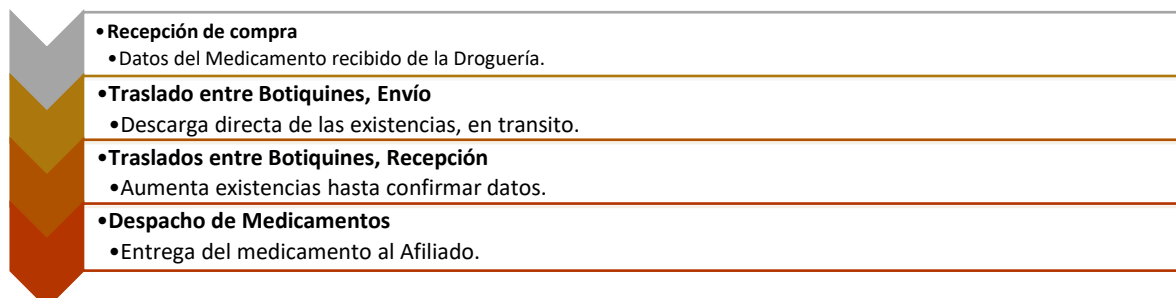 •Recepción de compra
•Datos del Medicamento recibido de la Droguería.
•Traslado entre Botiquines, Envío
•Descarga directa de las existencias, en transito.
•Traslados entre Botiquines, Recepción
•Aumenta existencias hasta confirmar datos.
•Despacho de Medicamentos
•Entrega del medicamento al Afiliado.